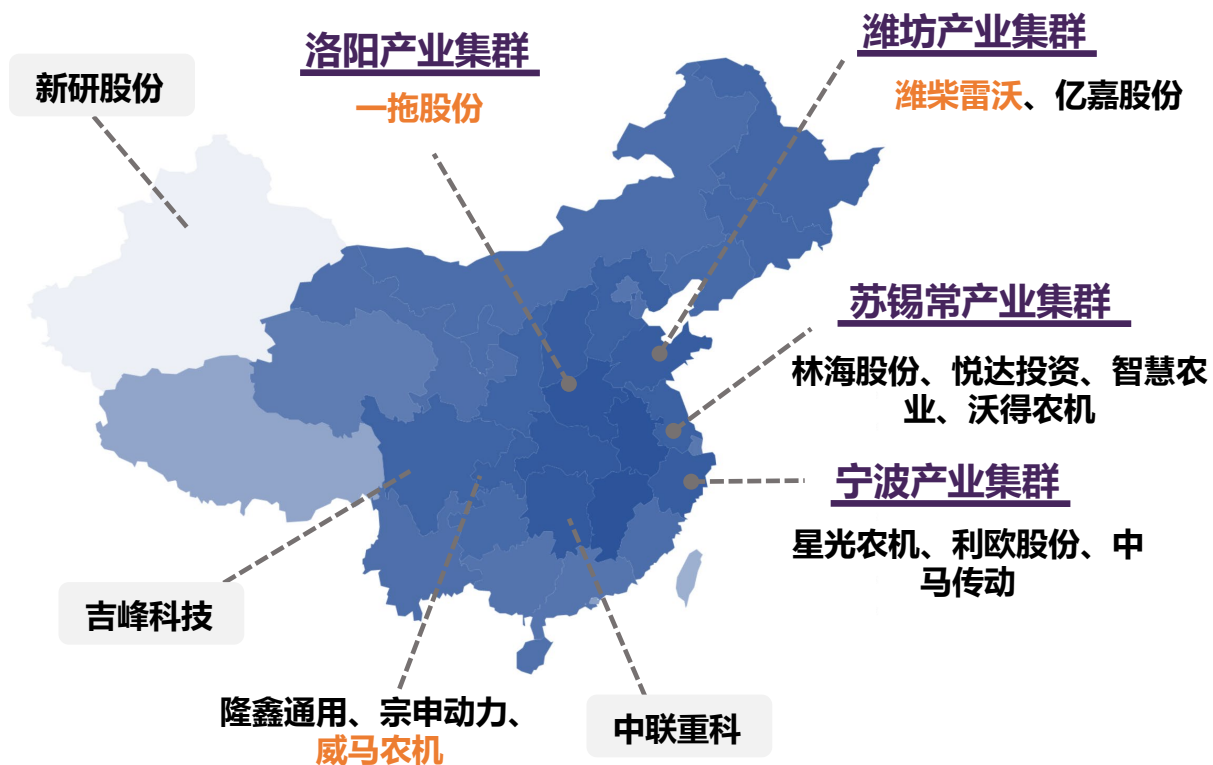 洛阳产业集群
一拖股份
潍坊产业集群
潍柴雷沃、亿嘉股份
新研股份
苏锡常产业集群
林海股份、悦达投资、智慧农
业、沃得农机
宁波产业集群
星光农机、利欧股份、中
马传动
吉峰科技
隆鑫通用、宗申动力、
威马农机
中联重科